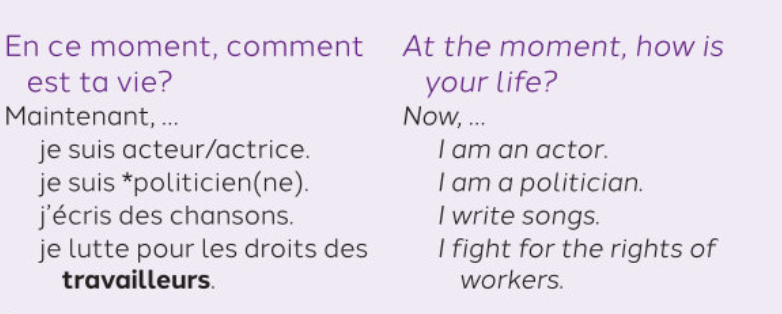 En ce moment, comment
est ta vie?
Maintenant, ...
je suis acteur/actrice.
je suis *politicien(ne).
j'écris des chansons.
je lutte pour les droits des
travailleurs.
At the moment, how is
your life?
Now, ...
I am an actor.
I am a politician.
I write songs.
I fight for the rights of
workers.